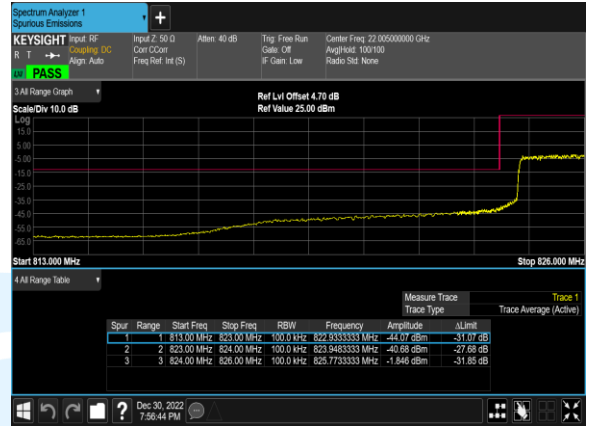 Spectrum Analyzer 1
Spurious Emissions
KEYSIGHT Input: RF Input Z: 50 Ω Atten: 40 dB Trig: Free Run Center Freq: 22.005000000 GHz
R T Coupling: DC Corr CCorr Gate: Off Avg|Hold: 100/100
Align: Auto Freq Ref: Int (S) IF Gain: Low Radio Std: None
PASS
3 All Range Graph
Ref Lvl Offset 4.70 dB
Scale/Div 10.0 dB Ref Value 25.00 dBm
Log
15.0
5.00
-5.00
-15.0
-25.0
-35.0
-45.0
-55.0
-65.0
Start 813.000 MHz Stop 826.000 MHz
4 All Range Table
Measure Trace Trace 1
Trace Type Trace Average (Active)
Spur Range Start Freq Stop Freq RBW Frequency Amplitude ΔLimit
1 1 813.00 MHz 823.00 MHz 100.0 kHz 822.9333333 MHz -44.07 dBm -31.07 dB
2 2 823.00 MHz 824.00 MHz 100.0 kHz 823.9483333 MHz -40.68 dBm -27.68 dB
3 3 824.00 MHz 826.00 MHz 100.0 kHz 825.7733333 MHz -1.846 dBm -31.85 dB
Dec 30, 2022
7:56:44 PM